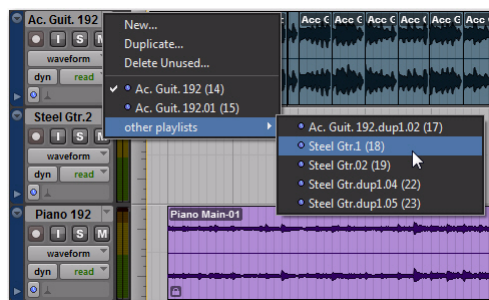 Ac. Guit. 192
I S M
waveform
dyn read
New...
Duplicate...
Delete Unused...
Ac. Guit. 192 (14)
Ac. Guit. 192.01 (15)
other playlists
Ac. Guit. 192.dup1.02 (17)
Steel Gtr.1 (18)
Steel Gtr.02 (19)
Steel Gtr.dup1.04 (22)
Steel Gtr.dup1.05 (23)
Acc G Acc G Acc G Acc G Acc G Acc G
Steel Gtr.2
I S
waveform
dyn read
Piano 192
I S M
waveform
dyn read
Piano Main-01